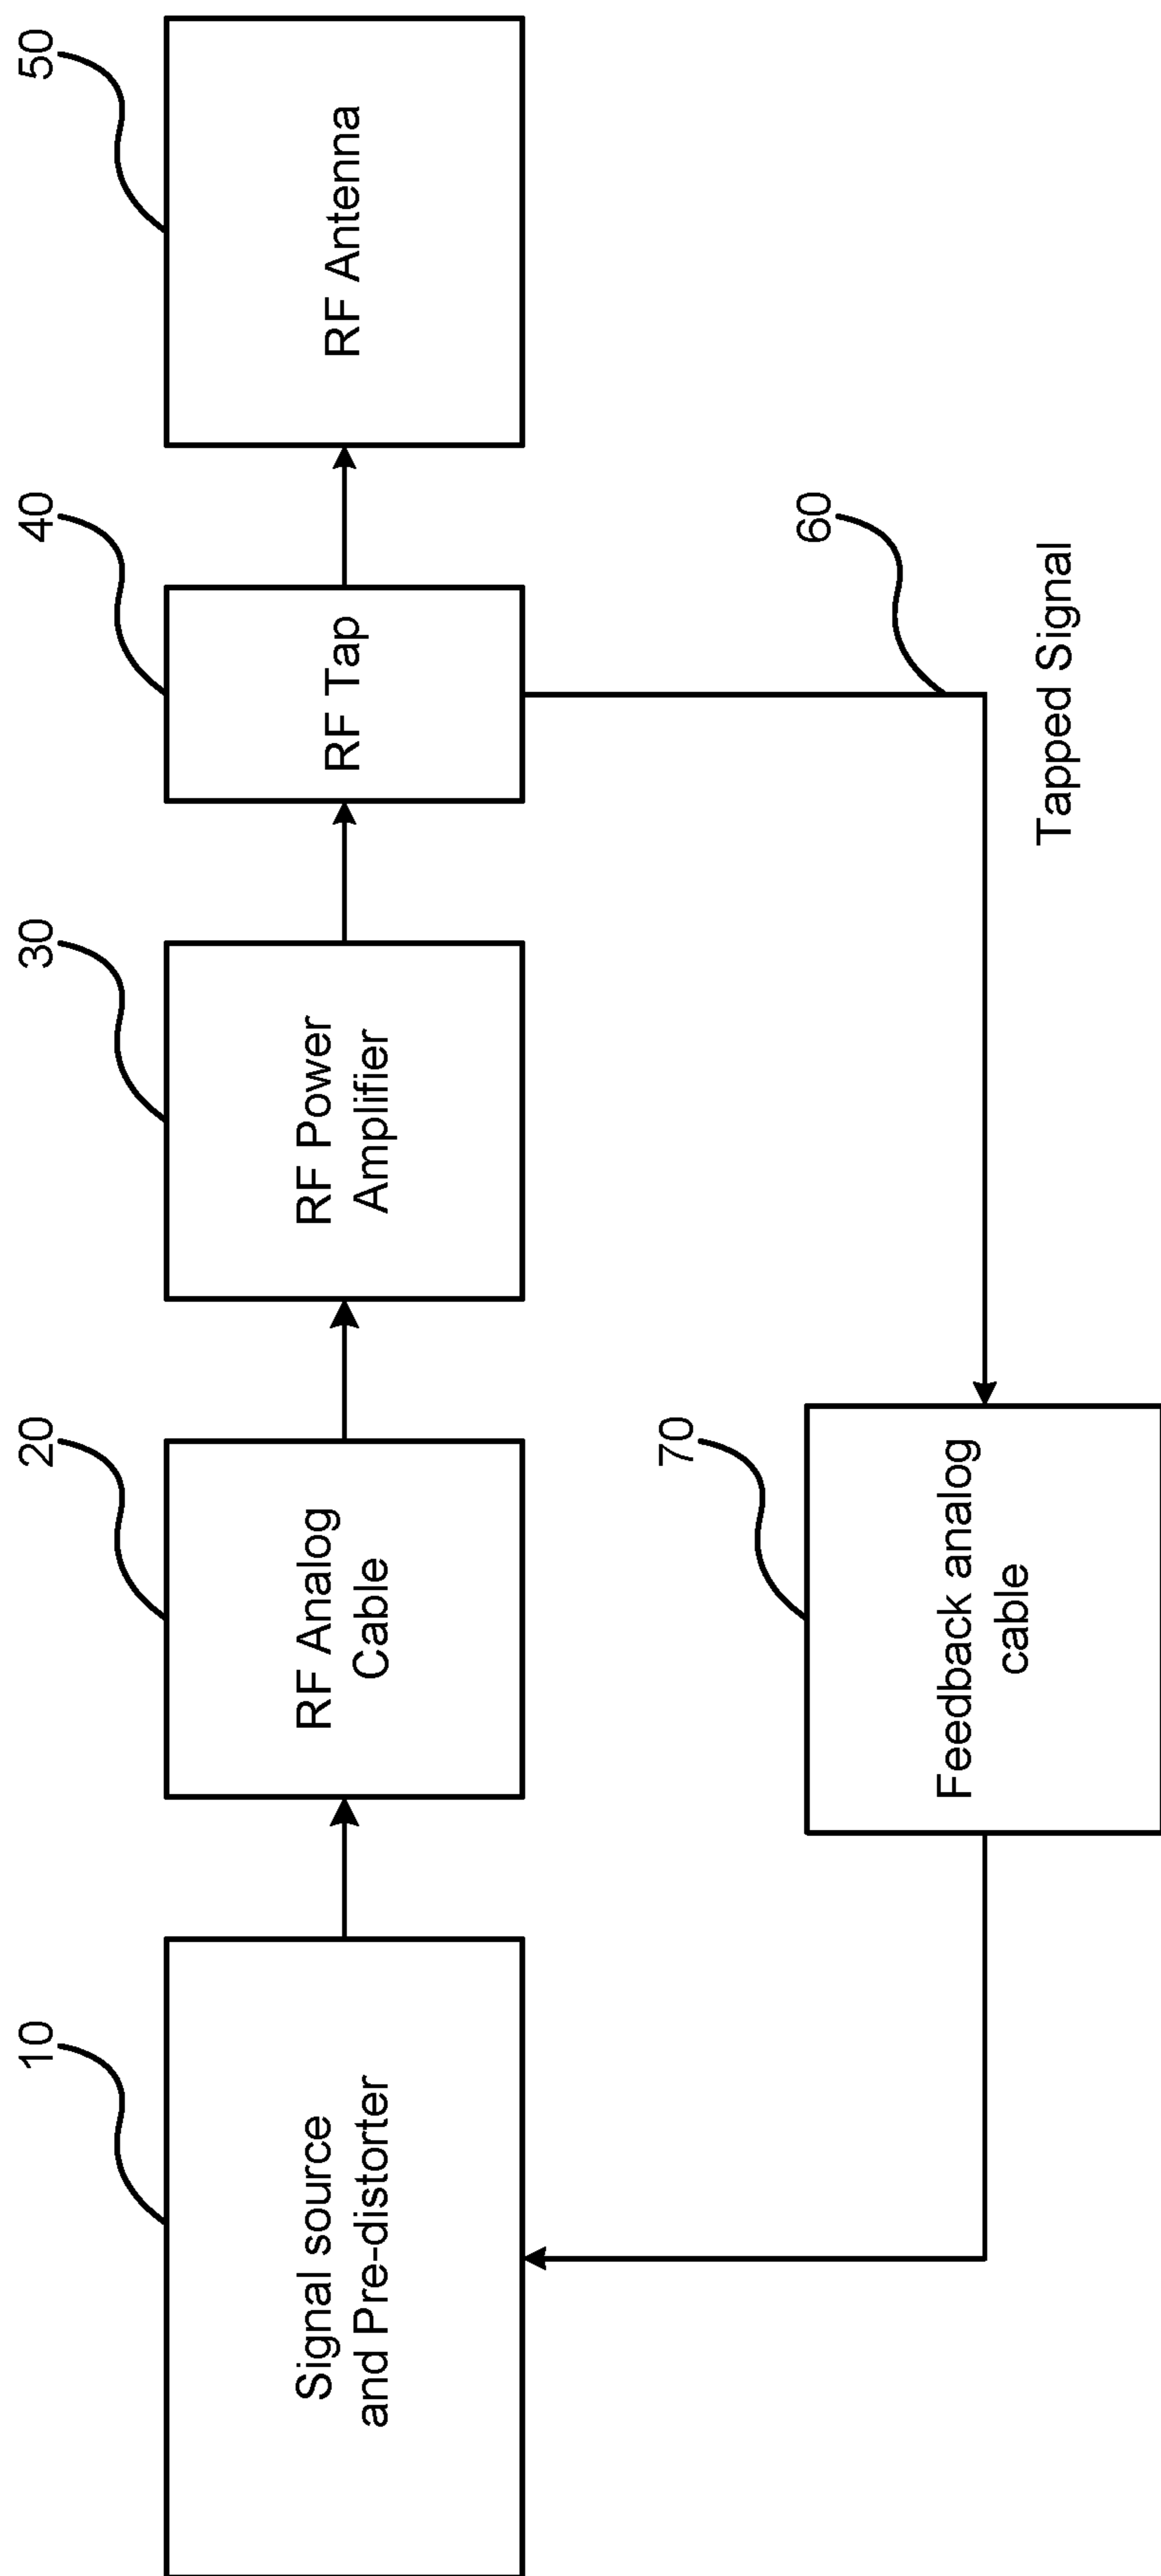 10
20
30
40
50
Signal source
and Pre-distorter
RF Analog
Cable
RF Power
Amplifier
RF Tap
RF Antenna
70
60
Feedback analog
cable
Tapped Signal